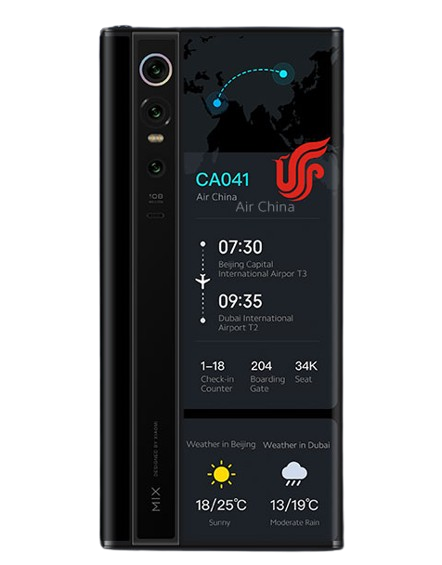 CA041
Air China
Air China
07:30
Beijing Capital
International Airpor T3
09:35
Dubai International
Airport T2
1-18 204 34K
Check-in Boarding Seat
Counter Gate
Weather in Beijing Weather in Dubai
18/25℃ 13/19℃
Sunny Moderate Rain
108
MIX
DESIGNED BY XIAOMI